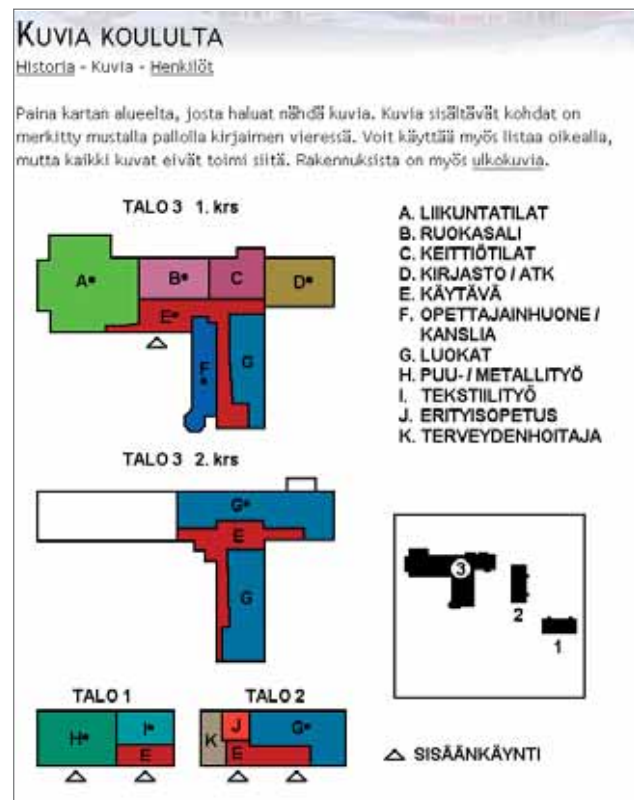 KUVIA KOULULTA
Historia - Kuvia - Henkilöt
Paina kartan alueelta, josta haluat nähdä kuvia. Kuvia sisältävät kohdat on
merkitty mustalla pallolla kirjaimen vieressä. Voit käyttää myös listaa oikealla,
mutta kaikki kuvat eivät toimi siitä. Rakennuksista on myös ulkokuvia.
TALO 3 1. krs
A•
B•
C
D•
E•
F•
G
A. LIIKUNTATILAT
B. RUOKASALI
C. KEITTIÖTILAT
D. KIRJASTO / ATK
E. KÄYTÄVÄ
F. OPETTAJAINHUONE /
KANSLIA
G. LUOKAT
H. PUU- / METALLITYÖ
I. TEKSTIILITYÖ
J. ERITYISOPETUS
K. TERVEYDENHOITAJA
TALO 3 2. krs
G•
E
G
3
2
1
TALO 1
H•
I•
E
TALO 2
K
J
E
G•
SISÄÄNKÄYNTI